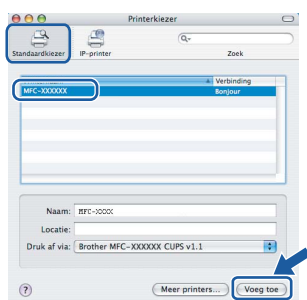 Printerkiezer
Standaardkiezer IP-printer Zoek
Verbinding
MFC-XXXXXX Bonjour
Naam: MFC-XXXX
Locatie:
Druk af via: Brother MFC-XXXXXX CUPS v1.1
? Meer printers... Voeg toe